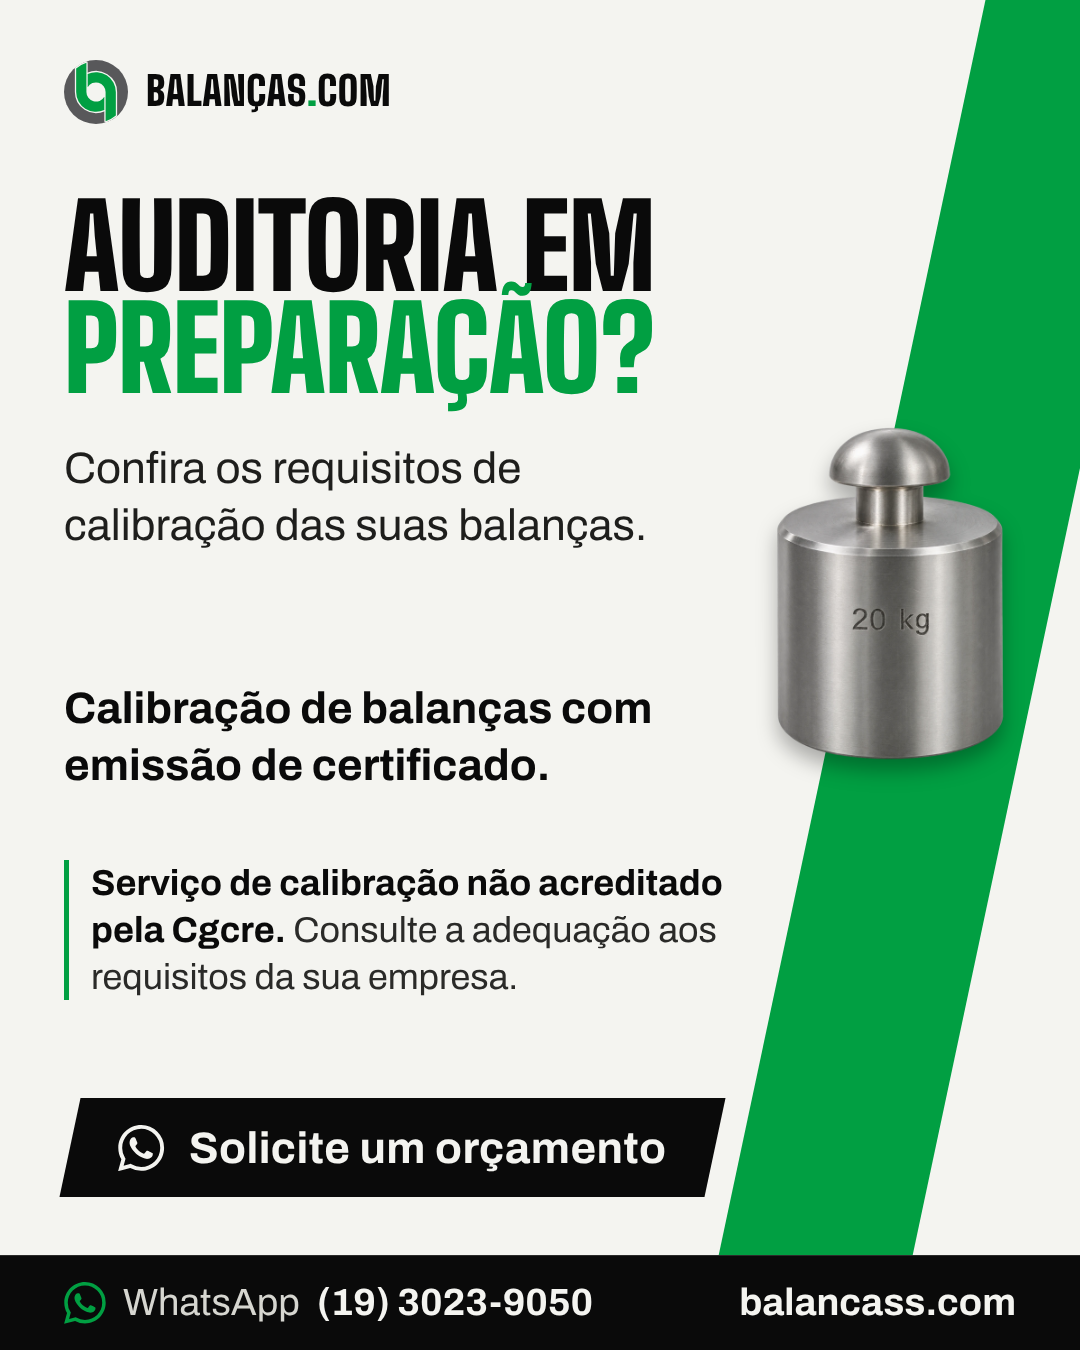 BALANÇAS.COM
AUDITORIA EM
PREPARAÇÃO?
Confira os requisitos de
calibração das suas balanças.
20 kg
Calibração de balanças com
emissão de certificado.
Serviço de calibração não acreditado
pela Cgcre. Consulte a adequação aos
requisitos da sua empresa.
Solicite um orçamento
WhatsApp (19) 3023-9050
balancass.com